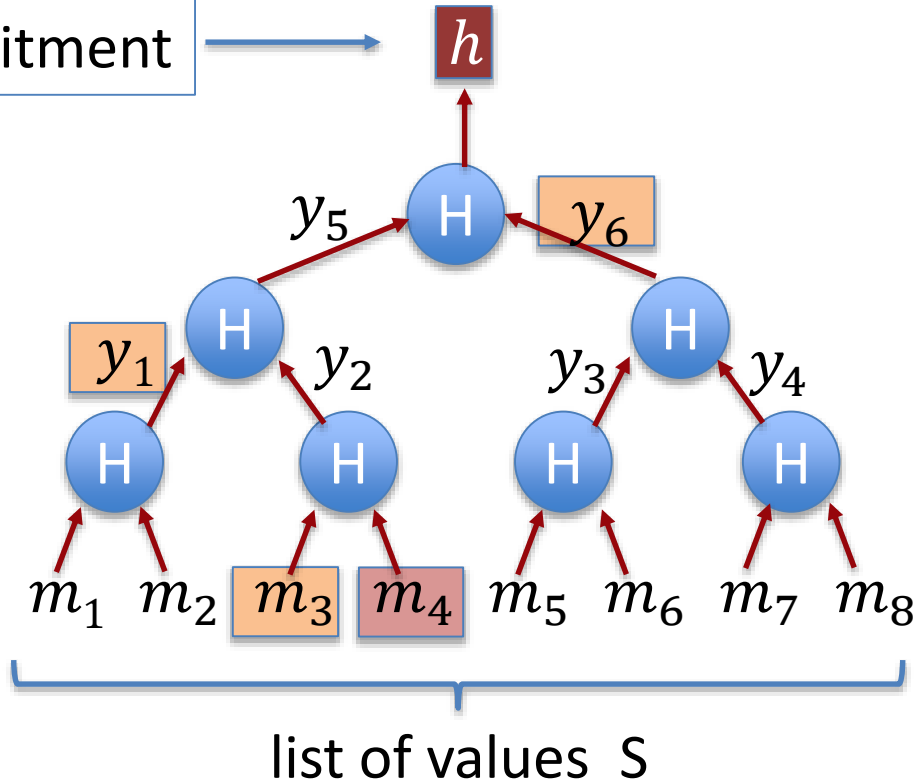 itment
h
H
y₅ y₆
H H
y₁ y₂ y₃ y₄
H H H H
m₁ m₂ m₃ m₄ m₅ m₆ m₇ m₈
list of values S